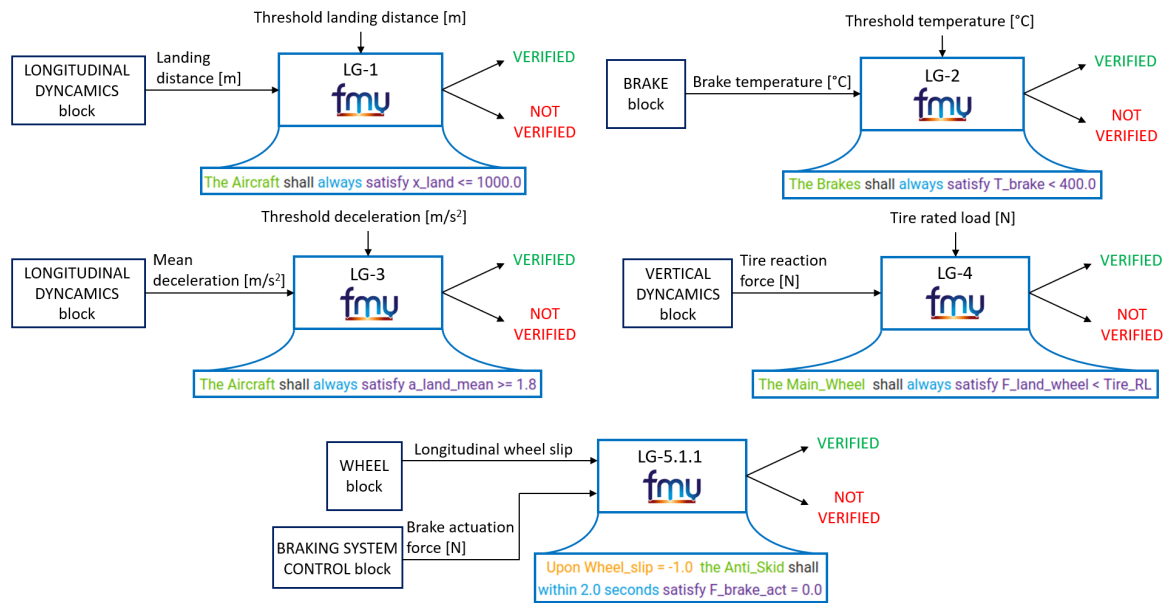 Threshold landing distance [m]
LONGITUDINAL
DYNCAMICS
block
Landing
distance [m]
LG-1
fmu
VERIFIED
NOT
VERIFIED
The Aircraft shall always satisfy x_land <= 1000.0
Threshold temperature [°C]
BRAKE
block
Brake temperature [°C]
LG-2
fmu
VERIFIED
NOT
VERIFIED
The Brakes shall always satisfy T_brake < 400.0
Threshold deceleration [m/s²]
LONGITUDINAL
DYNCAMICS
block
Mean
deceleration [m/s²]
LG-3
fmu
VERIFIED
NOT
VERIFIED
The Aircraft shall always satisfy a_land_mean >= 1.8
Tire rated load [N]
VERTICAL
DYNCAMICS
block
Tire reaction
force [N]
LG-4
fmu
VERIFIED
NOT
VERIFIED
The Main_Wheel shall always satisfy F_land_wheel < Tire_RL
WHEEL
block
Longitudinal wheel slip
BRAKING SYSTEM
CONTROL block
Brake actuation
force [N]
LG-5.1.1
fmu
VERIFIED
NOT
VERIFIED
Upon Wheel_slip = -1.0 the Anti_Skid shall
within 2.0 seconds satisfy F_brake_act = 0.0